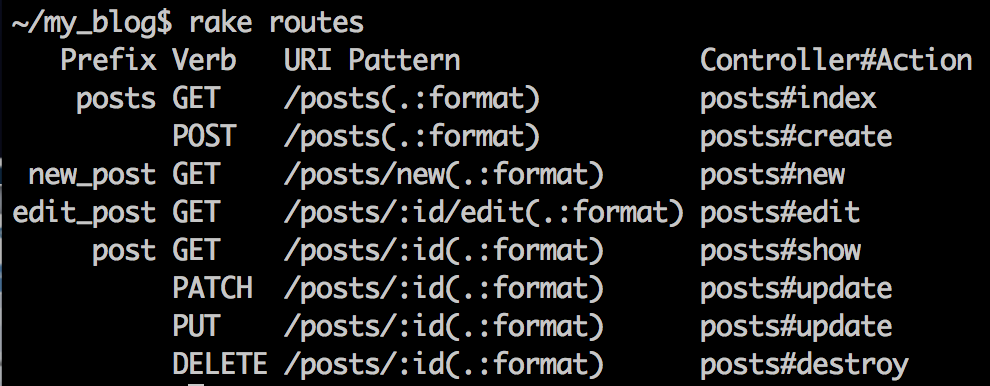 ~/my_blog$ rake routes
   Prefix Verb   URI Pattern               Controller#Action
    posts GET    /posts(.:format)          posts#index
          POST   /posts(.:format)          posts#create
 new_post GET    /posts/new(.:format)      posts#new
edit_post GET    /posts/:id/edit(.:format) posts#edit
     post GET    /posts/:id(.:format)      posts#show
          PATCH  /posts/:id(.:format)      posts#update
          PUT    /posts/:id(.:format)      posts#update
          DELETE /posts/:id(.:format)      posts#destroy